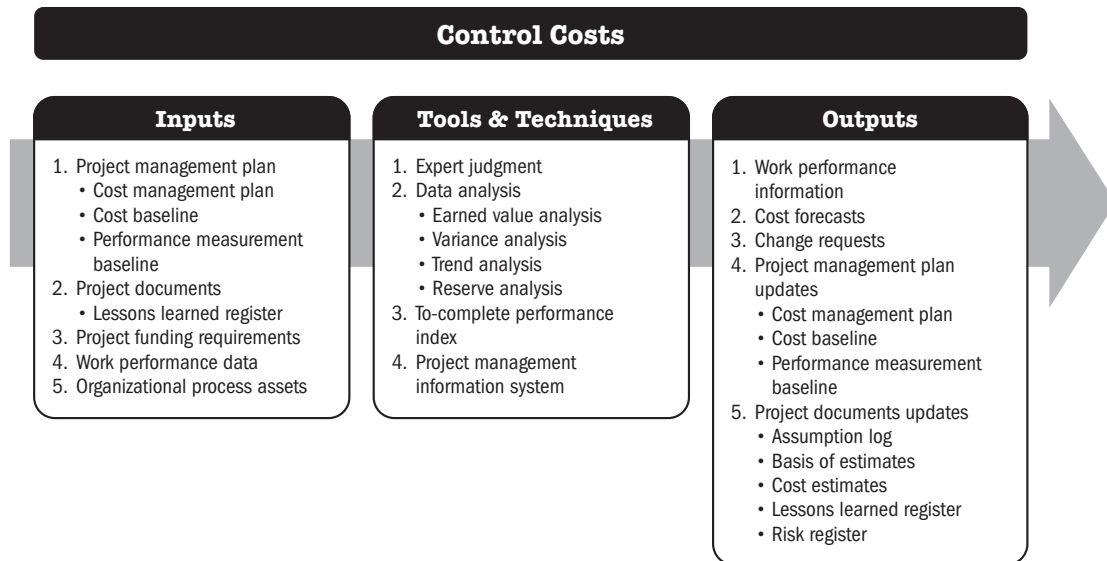 Control Costs
Inputs
1. Project management plan
• Cost management plan
• Cost baseline
• Performance measurement
baseline
2. Project documents
• Lessons learned register
3. Project funding requirements
4. Work performance data
5. Organizational process assets
Tools & Techniques
1. Expert judgment
2. Data analysis
• Earned value analysis
• Variance analysis
• Trend analysis
• Reserve analysis
3. To-complete performance
index
4. Project management
information system
Outputs
1. Work performance
information
2. Cost forecasts
3. Change requests
4. Project management plan
updates
• Cost management plan
• Cost baseline
• Performance measurement
baseline
5. Project documents updates
• Assumption log
• Basis of estimates
• Cost estimates
• Lessons learned register
• Risk register